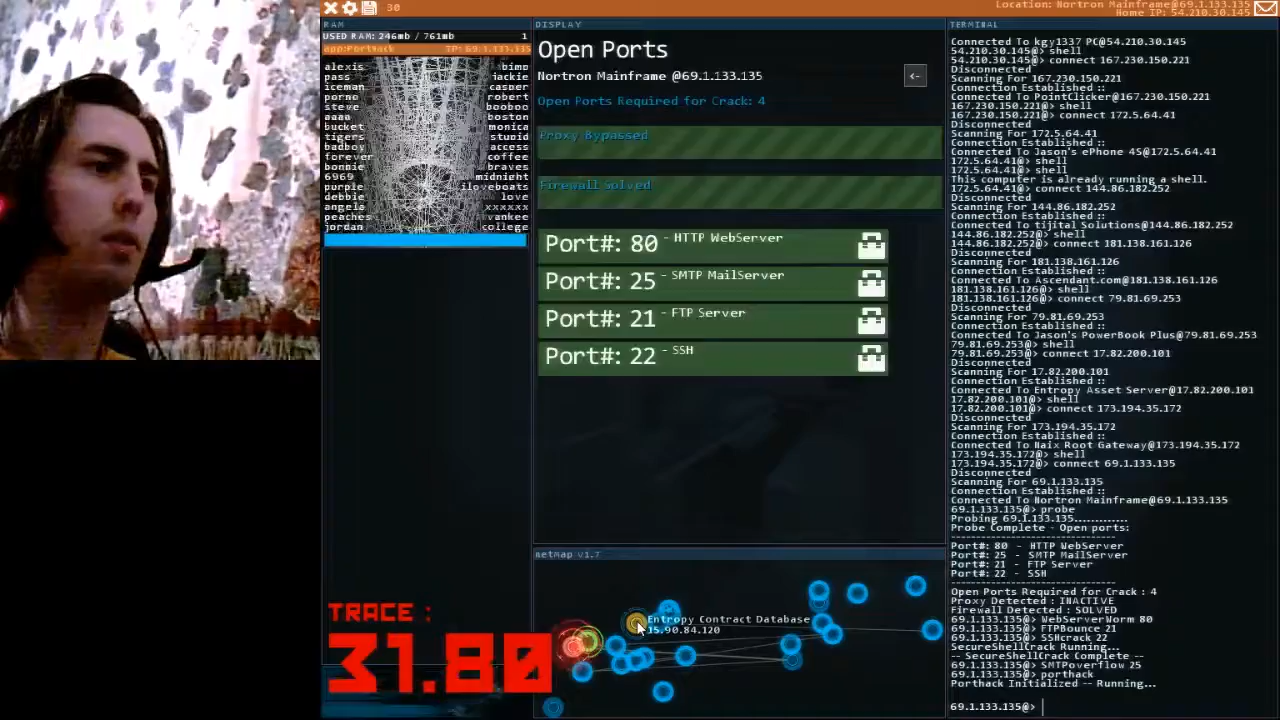 30
Location: Nortron Mainframe @69.1.133.135
Home IP: 54.210.30.145
RAM
USED RAM: 246mb / 761mb 1
app:PortHack IP: 69.1.133.135
alexis bimp
pass jackie
iceman casper
porno robert
steve booboo
aaaa boston
bucket monica
tigers stupid
badboy access
forever coffee
bonnie braves
6969 midnight
purple iloveboats
debbie love
angela xxxxxx
peaches yankee
jordan college
TRACE :
31.80
DISPLAY
Open Ports
Nortron Mainframe @69.1.133.135
<-
Open Ports Required for Crack: 4
Proxy Bypassed
Firewall Solved
Port#: 80 - HTTP WebServer
Port#: 25 - SMTP MailServer
Port#: 21 - FTP Server
Port#: 22 - SSH
netmap v1.7
Entropy Contract Database
15.90.84.120
TERMINAL
Connected To kgy1337 PC@54.210.30.145
54.210.30.145@> shell
54.210.30.145@> connect 167.230.150.221
Disconnected
Scanning For 167.230.150.221
Connection Established ::
Connected To PointClicker@167.230.150.221
167.230.150.221@> shell
167.230.150.221@> connect 172.5.64.41
Disconnected
Scanning For 172.5.64.41
Connection Established ::
Connected To Jason's ePhone 4S@172.5.64.41
172.5.64.41@> shell
This computer is already running a shell.
172.5.64.41@> connect 144.86.182.252
Disconnected
Scanning For 144.86.182.252
Connection Established ::
Connected To tijital Solutions@144.86.182.252
144.86.182.252@> shell
144.86.182.252@> connect 181.138.161.126
Disconnected
Scanning For 181.138.161.126
Connection Established ::
Connected To Ascendant.com@181.138.161.126
181.138.161.126@> shell
181.138.161.126@> connect 79.81.69.253
Disconnected
Scanning For 79.81.69.253
Connection Established ::
Connected To Jason's PowerBook Plus@79.81.69.253
79.81.69.253@> shell
79.81.69.253@> connect 17.82.200.101
Disconnected
Scanning For 17.82.200.101
Connection Established ::
Connected To Entropy Asset Server@17.82.200.101
17.82.200.101@> shell
17.82.200.101@> connect 173.194.35.172
Disconnected
Scanning For 173.194.35.172
Connection Established ::
Connected To Naix Root Gateway@173.194.35.172
173.194.35.172@> shell
173.194.35.172@> connect 69.1.133.135
Disconnected
Scanning For 69.1.133.135
Connection Established ::
Connected To Nortron Mainframe@69.1.133.135
69.1.133.135@> probe
Probing 69.1.133.135.............
Probe Complete - Open ports:
---------------------------------
Port#: 80 - HTTP WebServer
Port#: 25 - SMTP MailServer
Port#: 21 - FTP Server
Port#: 22 - SSH
---------------------------------
Open Ports Required for Crack : 4
Proxy Detected : INACTIVE
Firewall Detected : SOLVED
69.1.133.135@> WebServerWorm 80
69.1.133.135@> FTPBounce 21
69.1.133.135@> SSHcrack 22
SecureShellCrack Running...
-- SecureShellCrack Complete --
69.1.133.135@> SMTPoverflow 25
69.1.133.135@> porthack
Porthack Initialized -- Running...
69.1.133.135@>